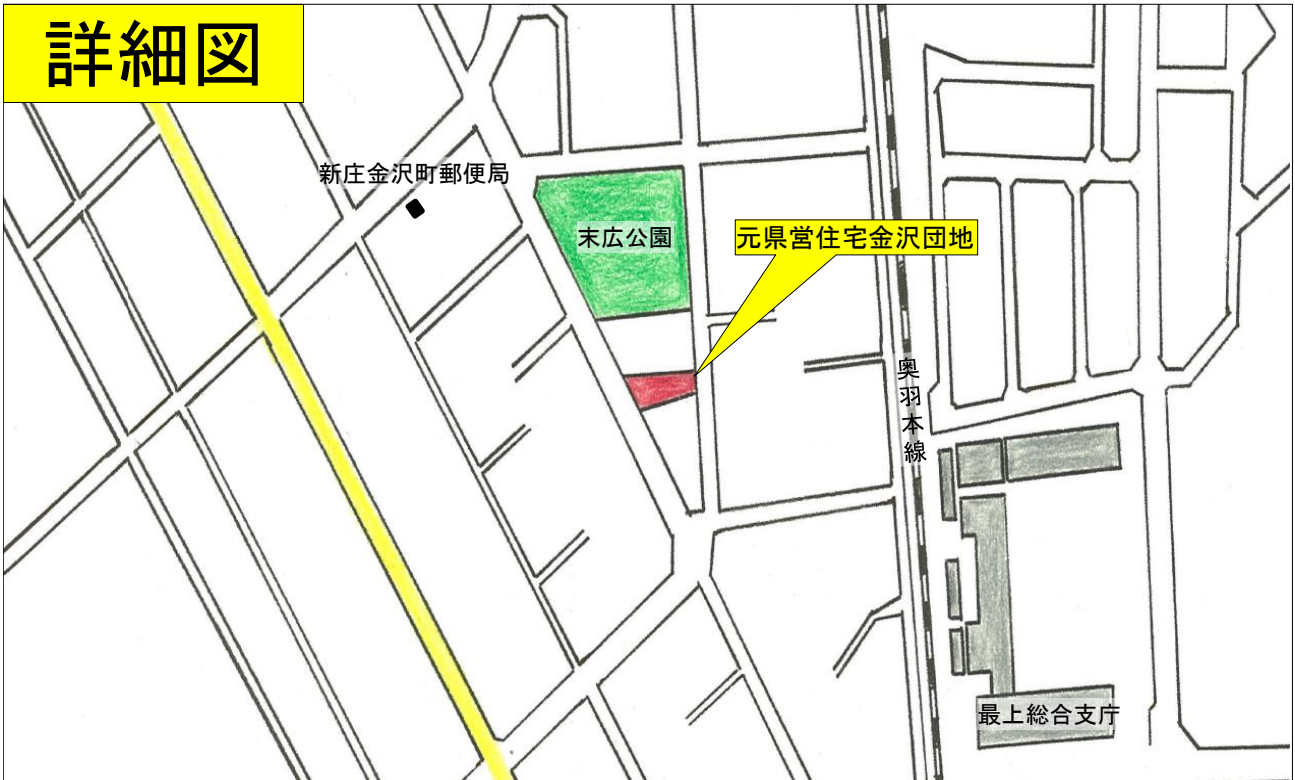 詳細図
新庄金沢町郵便局
末広公園
元県営住宅金沢団地
奥羽本線
最上総合支庁